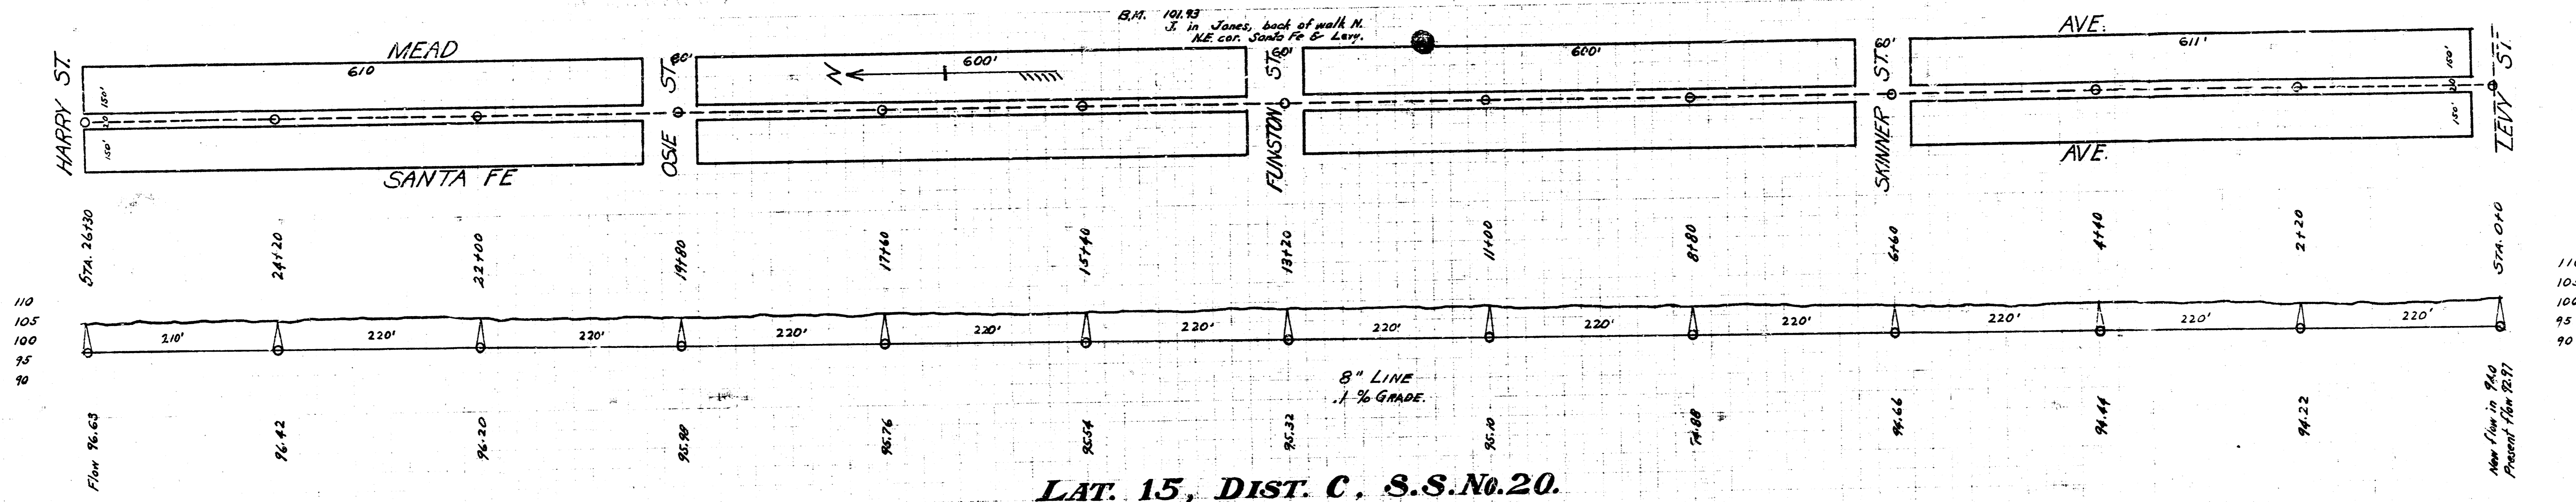 B.M. 101.93
J. in Jones, back of walk N.
N.E. cor. Santa Fe & Levy.
HARRY ST.
MEAD
AVE.
610
OSIE ST.
60'
N
600'
FUNSTON ST.
60'
600'
SKINNER ST.
60'
611'
LEVY ST.
150'
20'
150'
150'
20'
150'
SANTA FE
AVE.
STA. 26+30
24+20
22+00
19+80
17+60
15+40
13+20
11+00
8+80
6+60
4+40
2+20
STA. 0+0
110
105
100
95
90
110
105
100
95
90
210'
220'
220'
220'
220'
220'
220'
220'
220'
220'
220'
220'
8" LINE
.1 % GRADE.
Flow 96.63
96.42
96.20
95.98
95.76
95.54
95.32
95.10
94.88
94.66
94.44
94.22
New flow in 94.0
Present flow 92.97
LAT. 15, DIST. C, S.S. No. 20.